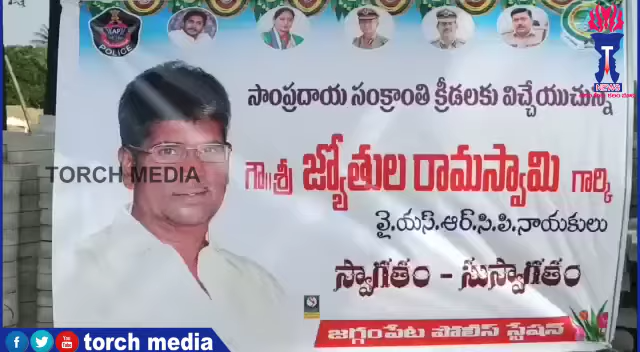 AP
POLICE
NEWS
సాంప్రదాయ సంక్రాంతి క్రీడలకు విచ్చేయుచున్న
TORCH MEDIA
గౌ॥శ్రీ జ్యోతుల రామస్వామి గార్కి
వై.యస్.ఆర్.సి.పి.నాయకులు
స్వాగతం - సుస్వాగతం
జగ్గంపేట పోలీస్ స్టేషన్
torch media